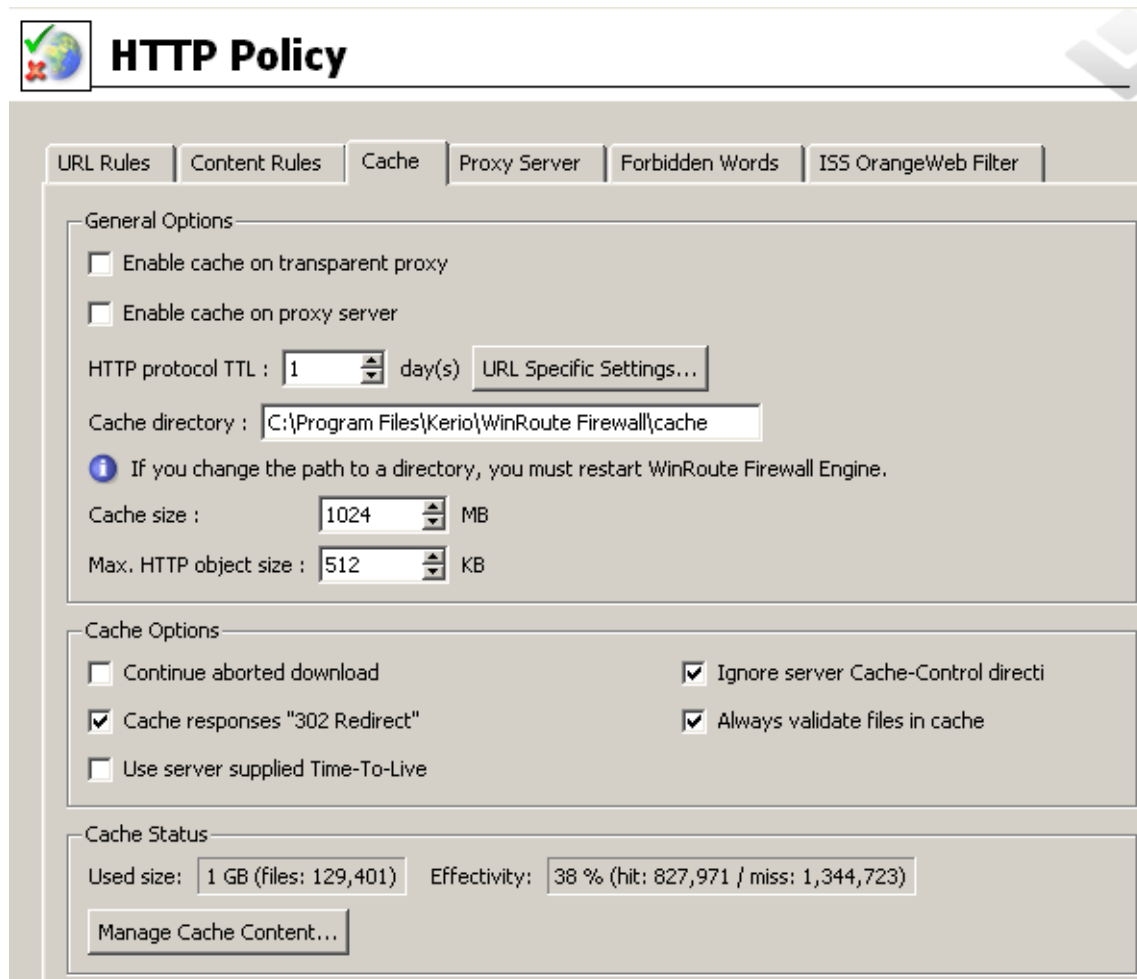 HTTP Policy
URL Rules Content Rules Cache Proxy Server Forbidden Words ISS OrangeWeb Filter
General Options
Enable cache on transparent proxy
Enable cache on proxy server
HTTP protocol TTL : 1 day(s) URL Specific Settings...
Cache directory : C:\Program Files\Kerio\WinRoute Firewall\cache
If you change the path to a directory, you must restart WinRoute Firewall Engine.
Cache size : 1024 MB
Max. HTTP object size : 512 KB
Cache Options
Continue aborted download Ignore server Cache-Control directi
Cache responses "302 Redirect" Always validate files in cache
Use server supplied Time-To-Live
Cache Status
Used size: 1 GB (files: 129,401) Effectivity: 38 % (hit: 827,971 / miss: 1,344,723)
Manage Cache Content...